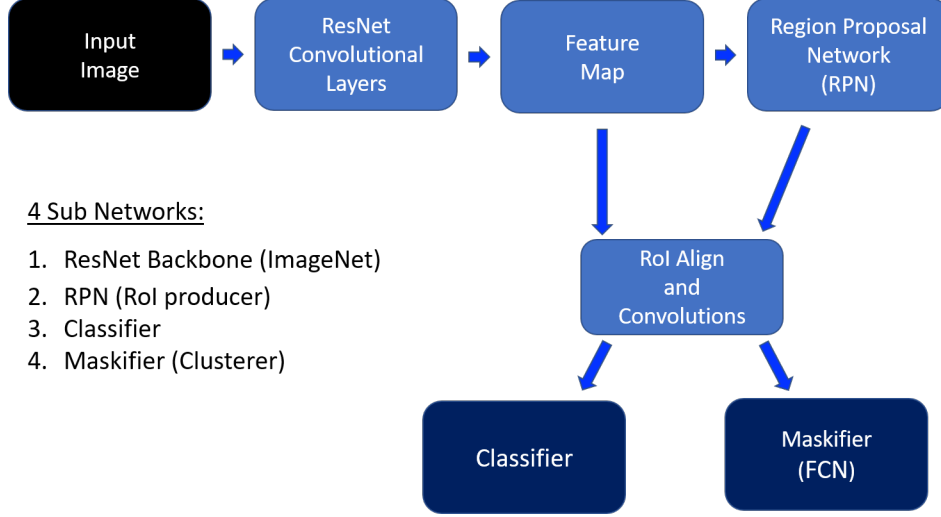 Input
Image
ResNet
Convolutional
Layers
Feature
Map
Region Proposal
Network
(RPN)
4 Sub Networks:
1. ResNet Backbone (ImageNet)
2. RPN (RoI producer)
3. Classifier
4. Maskifier (Clusterer)
RoI Align
and
Convolutions
Classifier
Maskifier
(FCN)